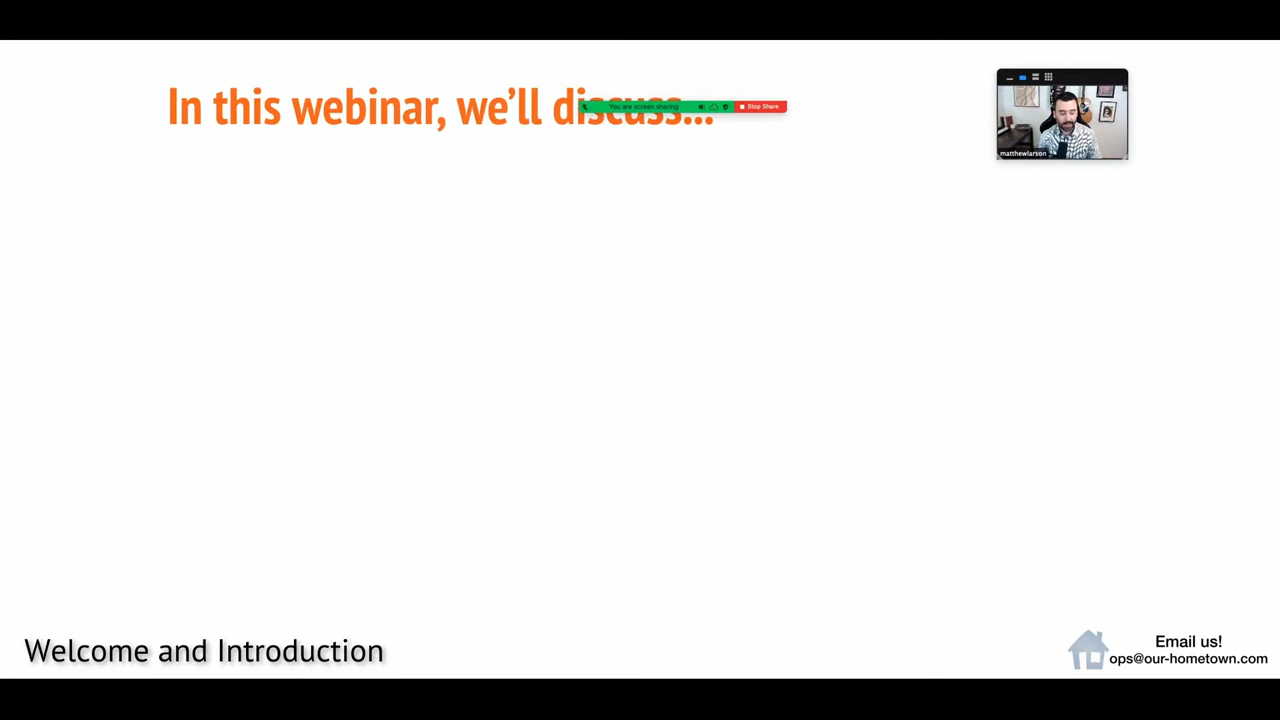 In this webinar, we'll discuss...
You are screen sharing
Stop Share
matthewlarson
Welcome and Introduction
Email us!
ops@our-hometown.com